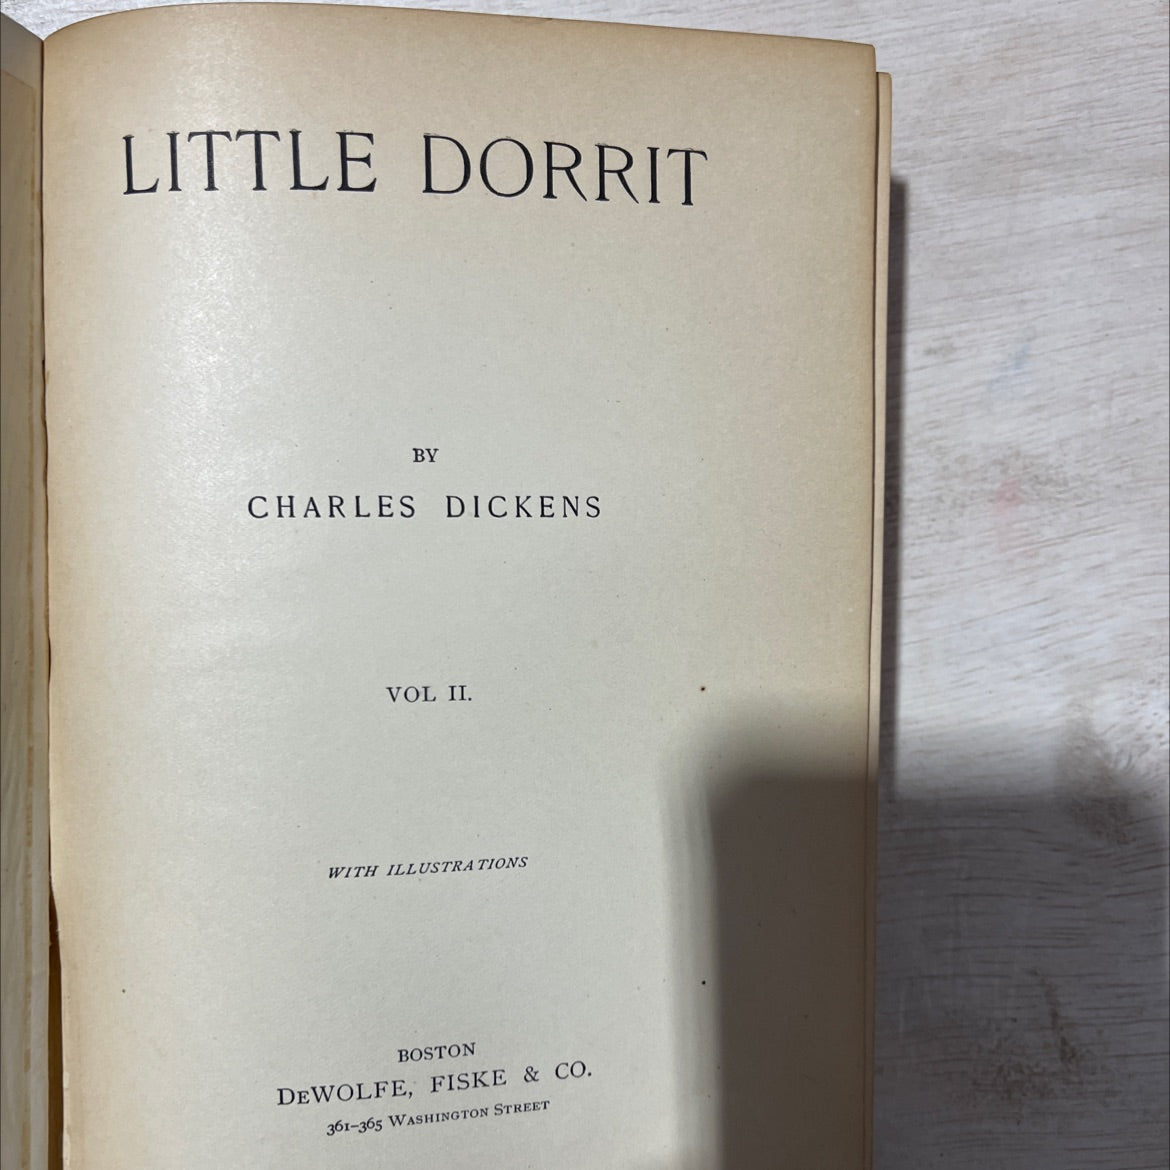 LITTLE DORRIT
BY
CHARLES DICKENS
VOL II.
WITH ILLUSTRATIONS
BOSTON
DeWOLFE, FISKE & CO.
361-365 WASHINGTON STREET